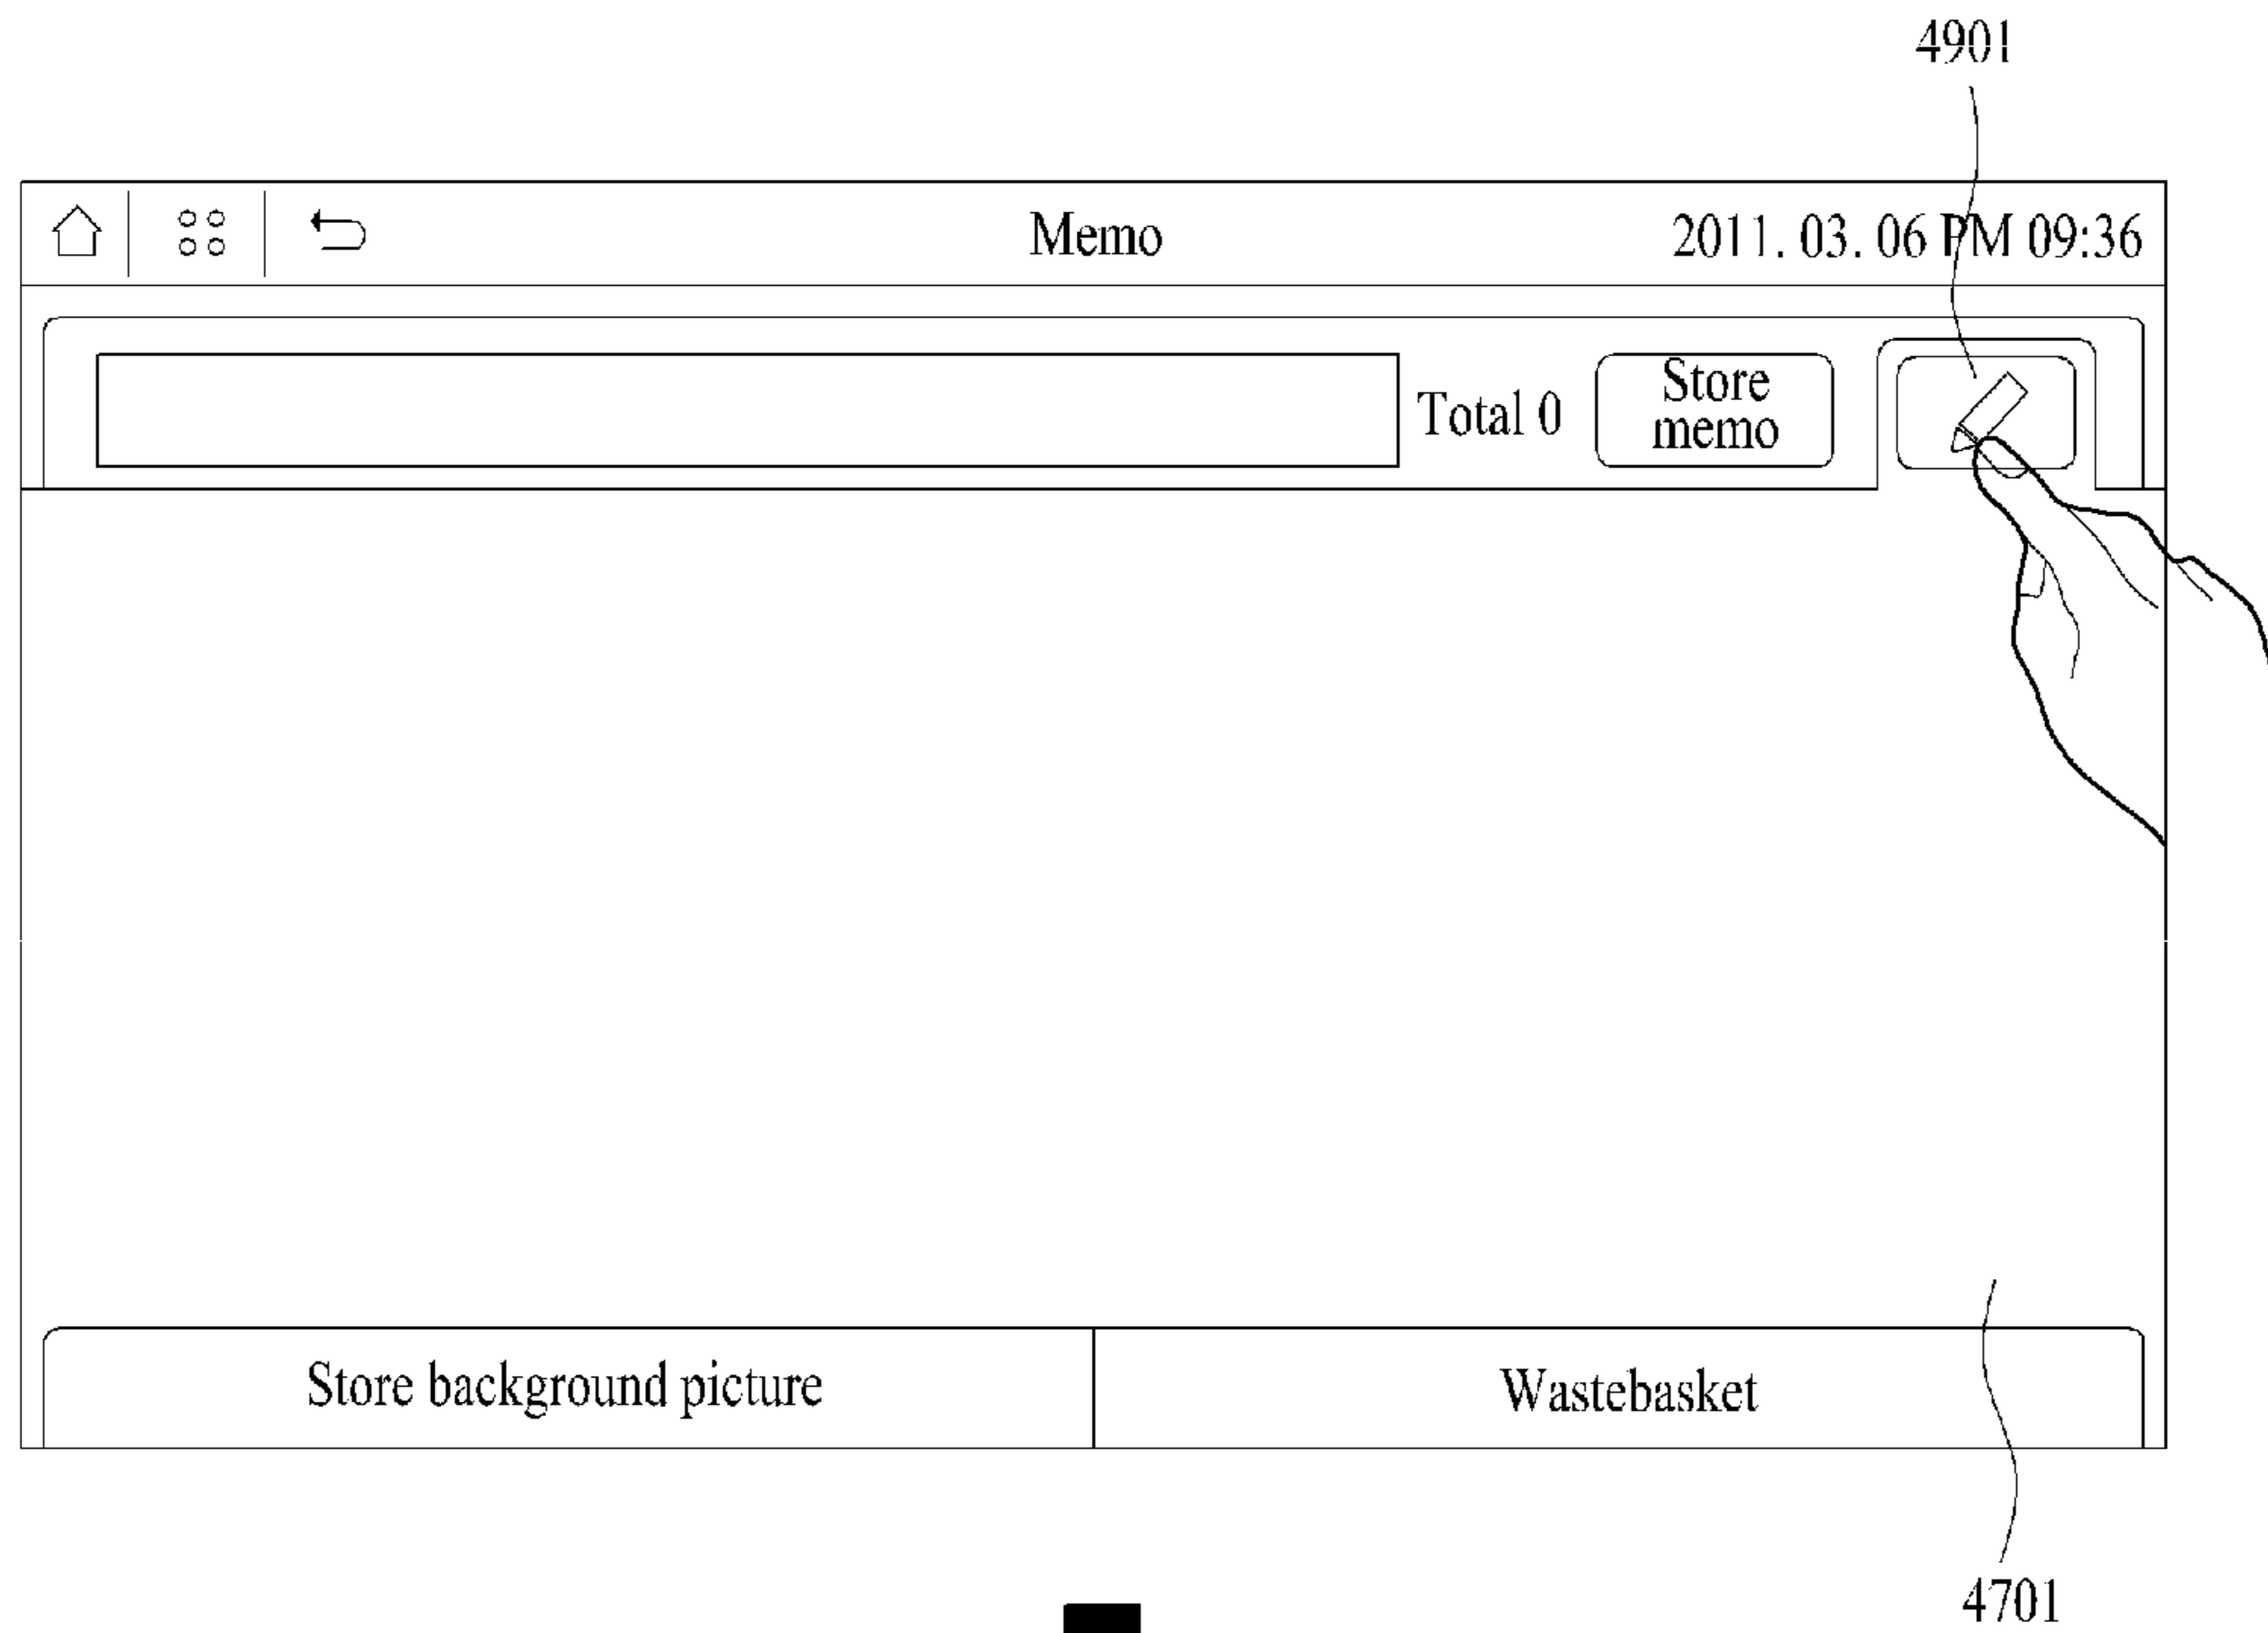 4901
Memo
2011. 03. 06 PM 09:36
Total 0
Store
memo
Store background picture
Wastebasket
4701